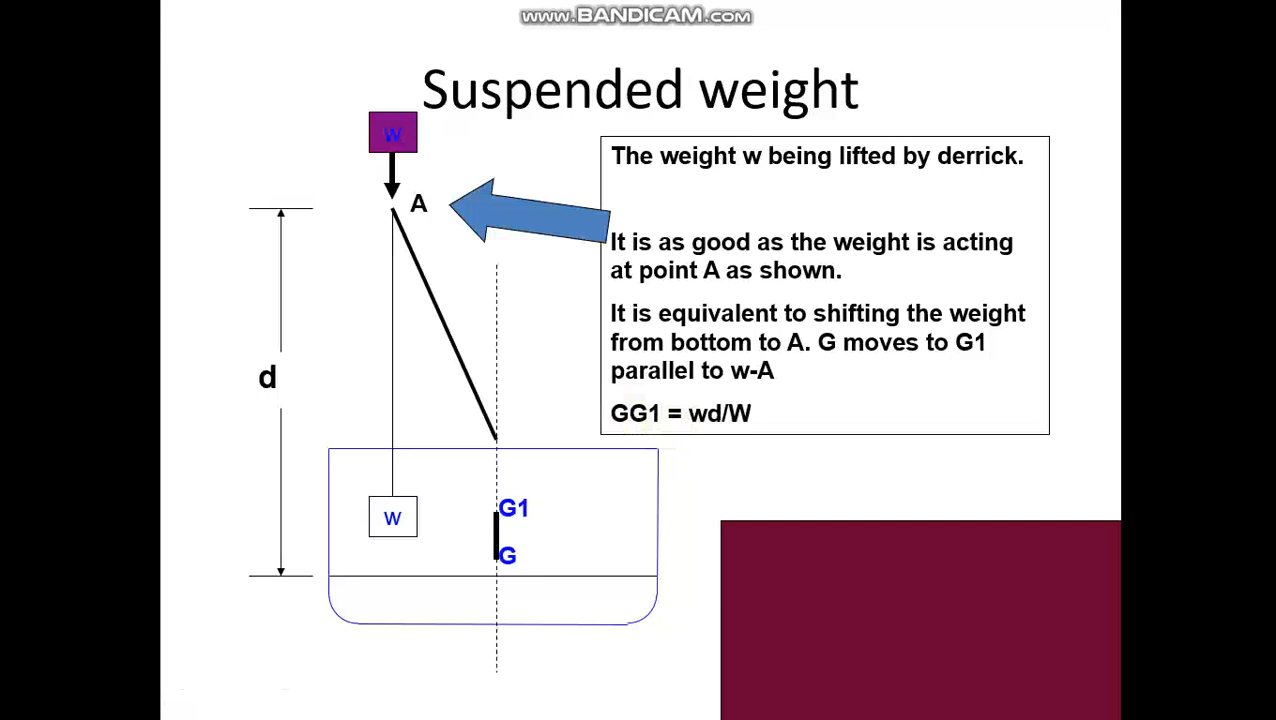 www.BANDICAM.com
Suspended weight
w
The weight w being lifted by derrick.
A
It is as good as the weight is acting
at point A as shown.
It is equivalent to shifting the weight
from bottom to A. G moves to G1
parallel to w-A
d
GG1 = wd/W
G1
w
G